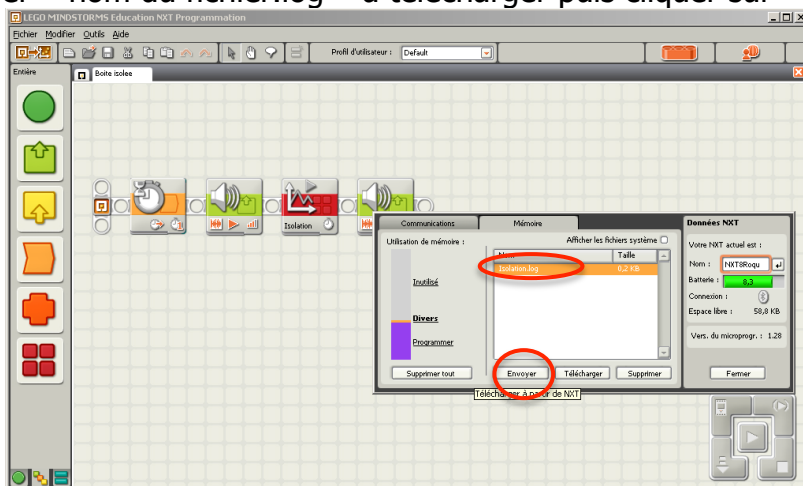 nom du fichier.log » à télécharger puis cliquer sur
LEGO MINDSTORMS Education NXT Programmation
Fichier Modifier Outils Aide
Profil d'utilisateur : Default
Entière
Boite isolee
Isolation
Communications
Mémoire
Données NXT
Utilisation de mémoire :
Afficher les fichiers système
Nom
Taille
Isolation.log
0,2 KB
Inutilisé
Divers
Programmer
Supprimer tout
Envoyer
Télécharger
Supprimer
Télécharger à partir de NXT
Votre NXT actuel est :
Nom : NXT8Roqu
Batterie : 8,3
Connexion :
Espace libre : 58,8 KB
Vers. du microprogr. : 1.28
Fermer